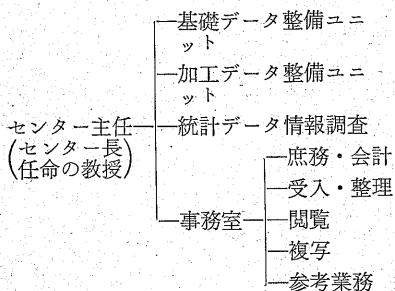 基礎データ整備ユニ
ット
加工データ整備ユニ
ット
センター主任
(センター長
任命の教授)
統計データ情報調査
事務室
庶務・会計
受入・整理
閲覧
複写
参考業務